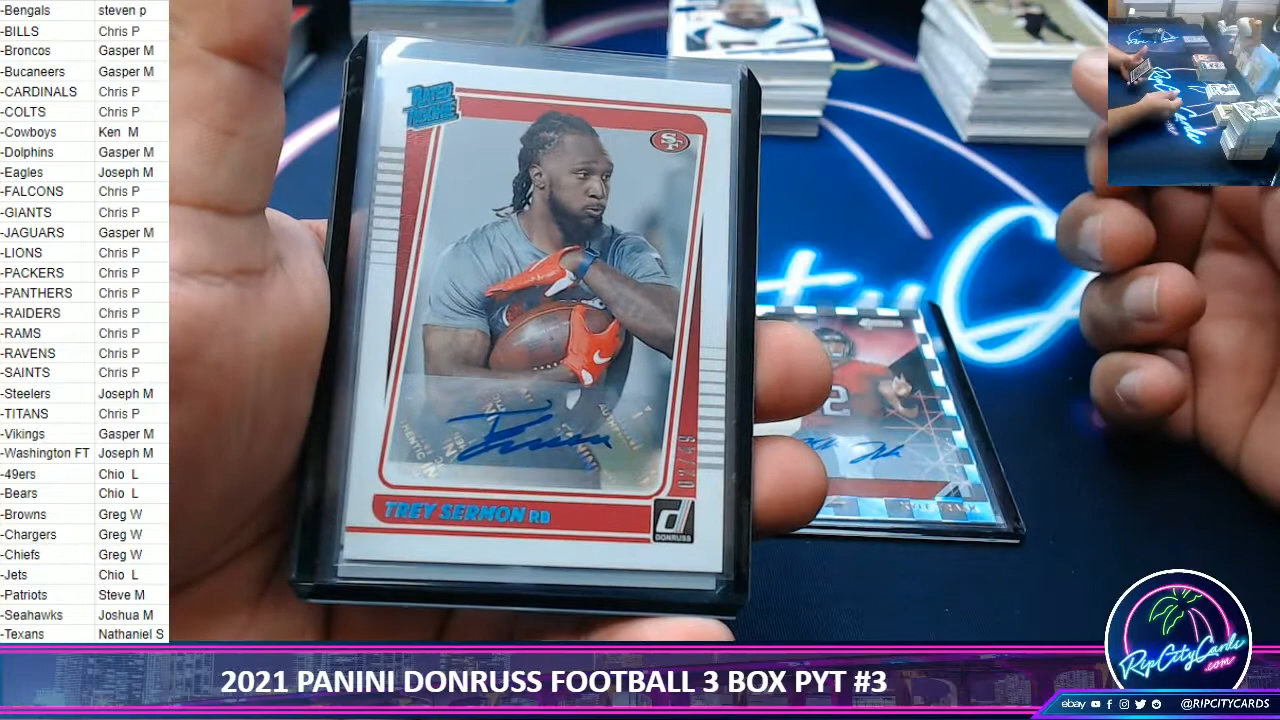 -Bengals steven p
-BILLS Chris P
-Broncos Gasper M
-Bucaneers Gasper M
-CARDINALS Chris P
-COLTS Chris P
-Cowboys Ken M
-Dolphins Gasper M
-Eagles Joseph M
-FALCONS Chris P
-GIANTS Chris P
-JAGUARS Gasper M
-LIONS Chris P
-PACKERS Chris P
-PANTHERS Chris P
-RAIDERS Chris P
-RAMS Chris P
-RAVENS Chris P
-SAINTS Chris P
-Steelers Joseph M
-TITANS Chris P
-Vikings Gasper M
-Washington FT Joseph M
-49ers Chio L
-Bears Chio L
-Browns Greg W
-Chargers Greg W
-Chiefs Greg W
-Jets Chio L
-Patriots Steve M
-Seahawks Joshua M
-Texans Nathaniel S
RATED
ROOKIE
SF
TREY SERMON RB
DONRUSS
2
RipCityCards
.com
2021 PANINI DONRUSS FOOTBALL 3 BOX PYT #3
ebay @RIPCITYCARDS